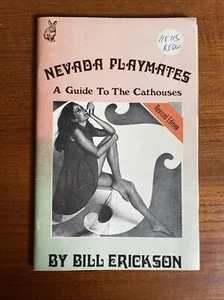 NEVADA PLAYMATES
A Guide To The Cathouses
Revised Edition
BY BILL ERICKSON